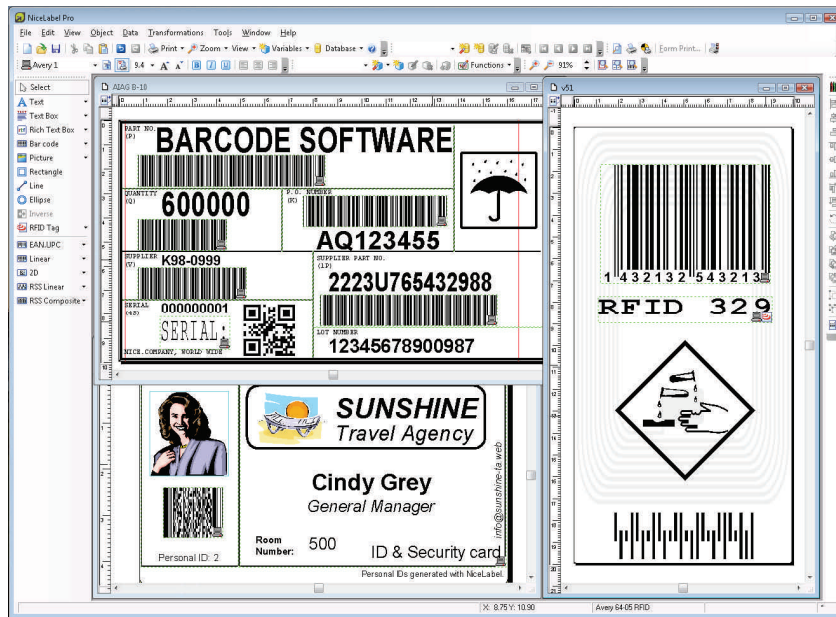 NiceLabel Pro
File Edit View Object Data Transformations Tools Window Help
Print Zoom View Variables Database Form Print...
Avery 1 9.4 A A B I U Functions 91%
Select
Text
Text Box
Rich Text Box
Bar code
Picture
Rectangle
Line
Ellipse
Inverse
RFID Tag
EAN.UPC
Linear
2D
RSS Linear
RSS Composite
AIAG B-10
PART NO.
(P)
BARCODE SOFTWARE
QUANTITY
(Q)
600000
P.O. NUMBER
(K)
AQ123455
SUPPLIER
(V)
K98-0999
SUPPLIER PART NO.
(1P)
2223U765432988
SERIAL
(4S)
000000001
SERIAL:
NICE.COMPANY, WORLD WIDE
LOT NUMBER
12345678900987
SUNSHINE
Travel Agency
Cindy Grey
General Manager
Room
Number:
500
ID & Security card
info@sunshine-ta.web
Personal ID: 2
Personal IDs generated with NiceLabel.
v51
1 432132 543213
RFID 329
X: 8.75 Y: 10.90
Avery 64-05 RFID